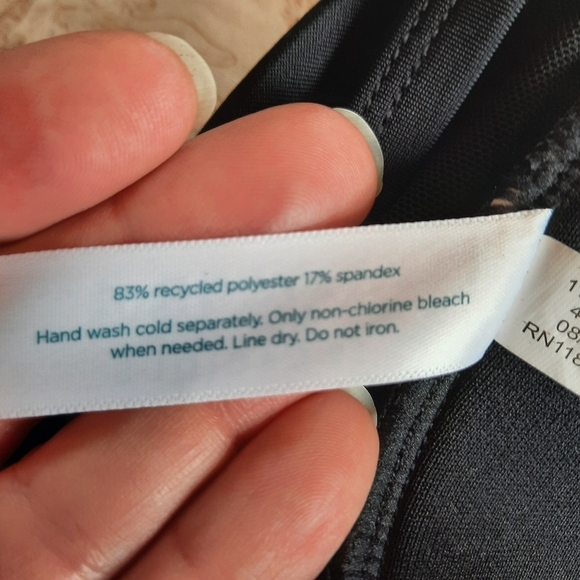 83% recycled polyester 17% spandex
Hand wash cold separately. Only non-chlorine bleach
when needed. Line dry. Do not iron.
RN118